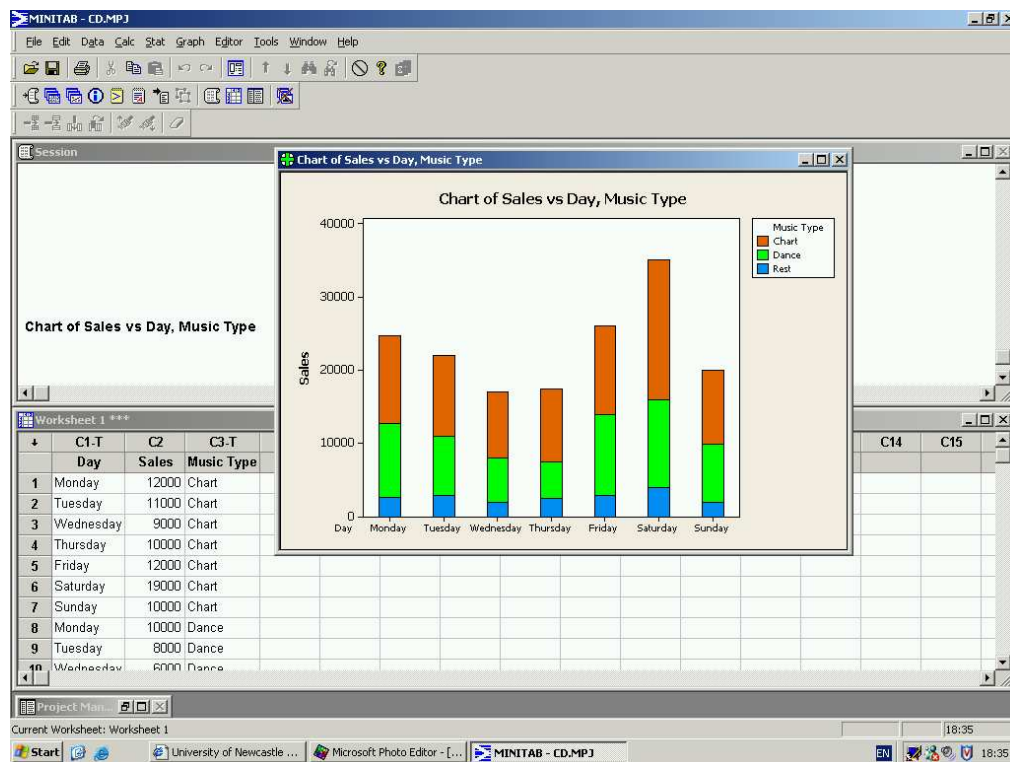 MINITAB - CD.MPJ
File Edit Data Calc Stat Graph Editor Tools Window Help
Session
Chart of Sales vs Day, Music Type
Chart of Sales vs Day, Music Type
Chart of Sales vs Day, Music Type
Music Type
Chart
Dance
Rest
Sales
40000
30000
20000
10000
0
Day Monday Tuesday Wednesday Thursday Friday Saturday Sunday
Worksheet 1 ***
C1-T C2 C3-T C14 C15
Day Sales Music Type
1 Monday 12000 Chart
2 Tuesday 11000 Chart
3 Wednesday 9000 Chart
4 Thursday 10000 Chart
5 Friday 12000 Chart
6 Saturday 19000 Chart
7 Sunday 10000 Chart
8 Monday 10000 Dance
9 Tuesday 8000 Dance
10 Wednesday 6000 Dance
Project Man...
Current Worksheet: Worksheet 1 18:35
Start University of Newcastle ... Microsoft Photo Editor - [... MINITAB - CD.MPJ EN 18:35